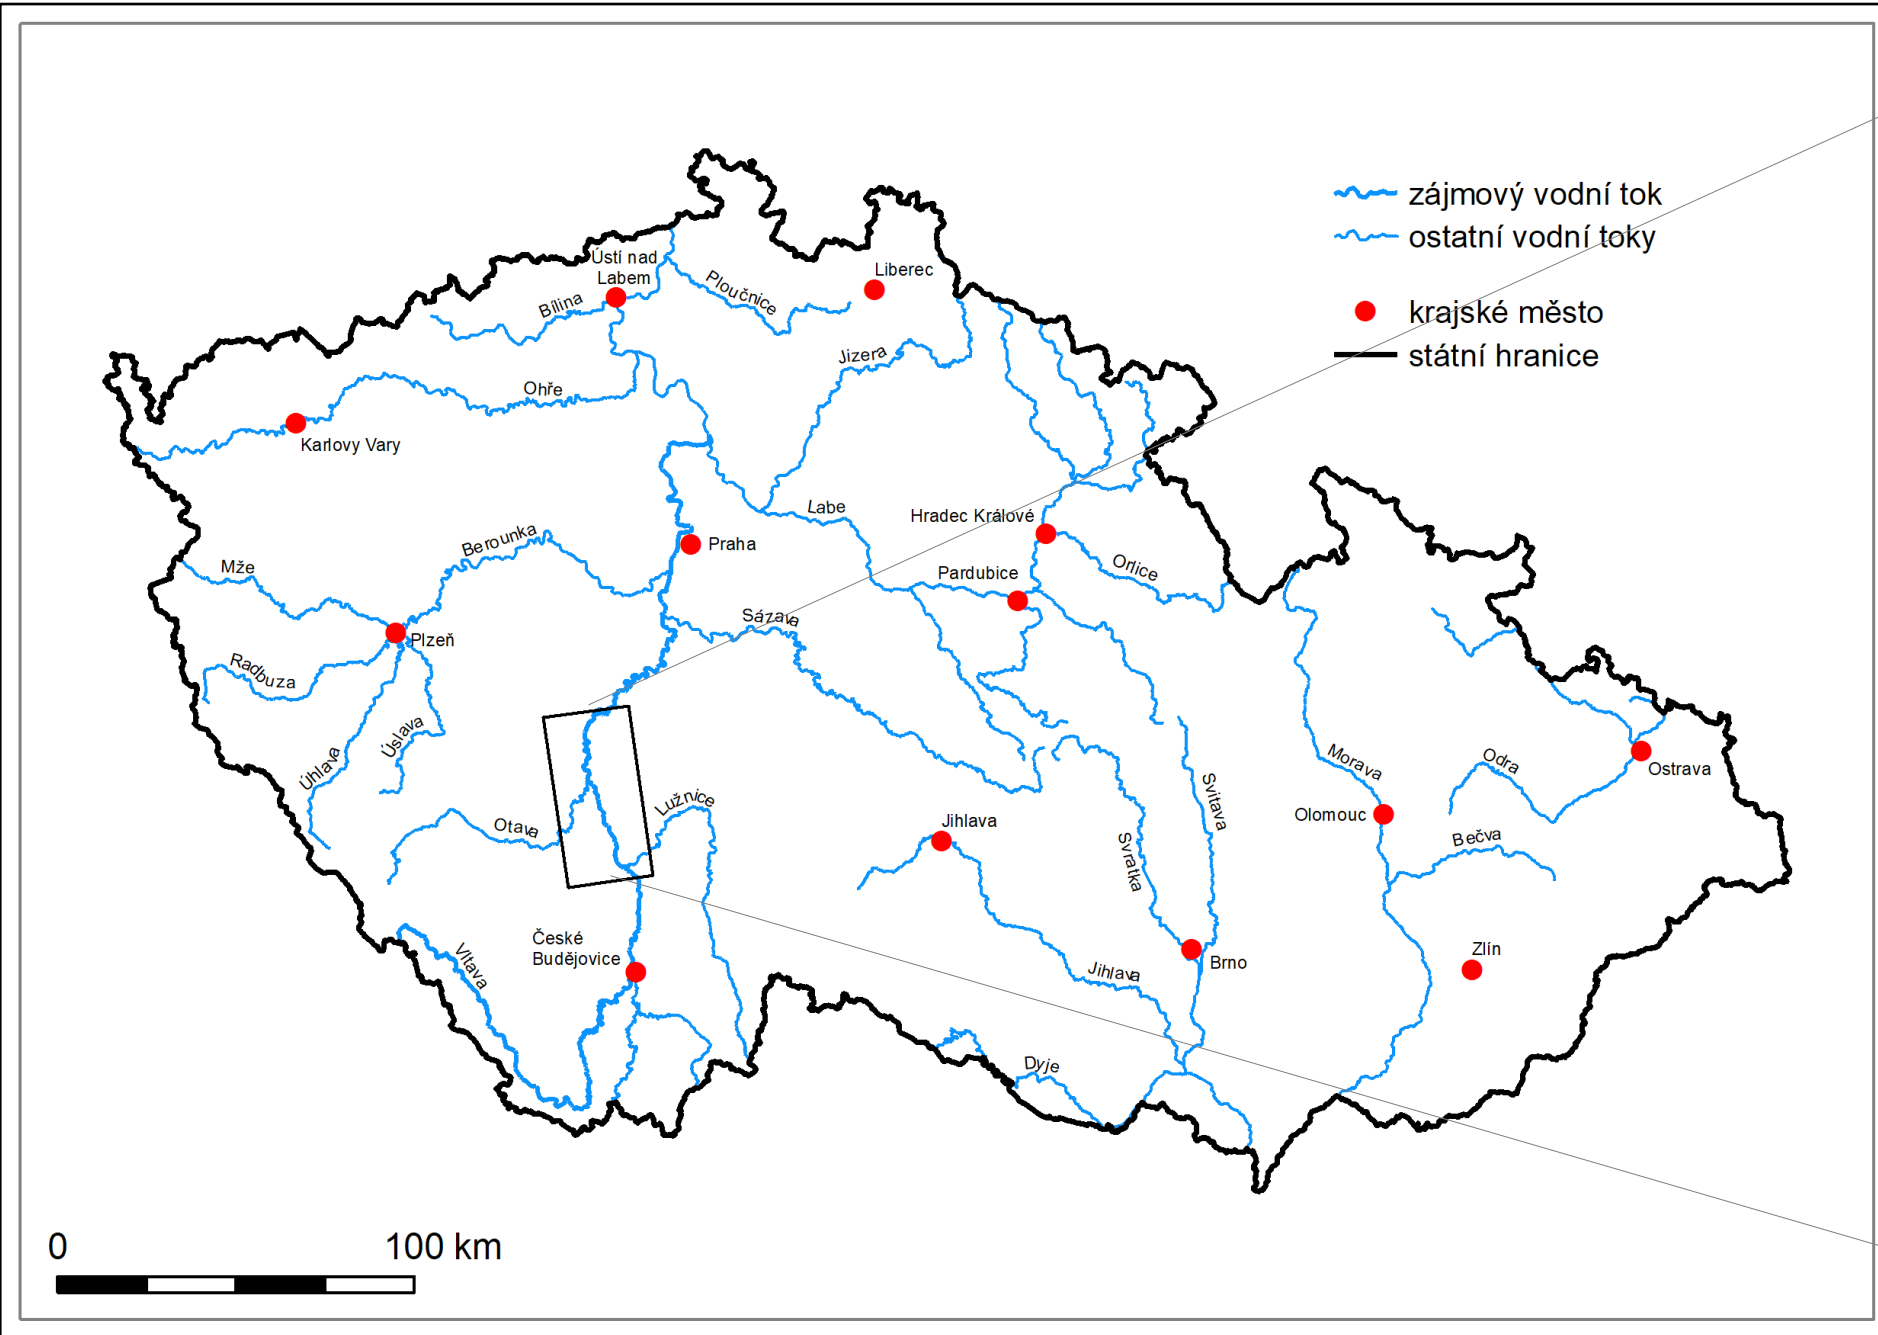 zájmový vodní tok
ostatní vodní toky
krajské město
státní hranice
Ústí nad
Labem
Liberec
Bílina
Ploučnice
Jizera
Ohře
Karlovy Vary
Labe
Hradec Králové
Berounka
Praha
Mže
Pardubice
Orlice
Sázava
Plzeň
Radbuza
Úslava
Úhlava
Morava
Odra
Ostrava
Svitava
Lužnice
Otava
Jihlava
Olomouc
Bečva
Svratka
České
Budějovice
Vltava
Zlín
Brno
Jihlava
Dyje
0 100 km